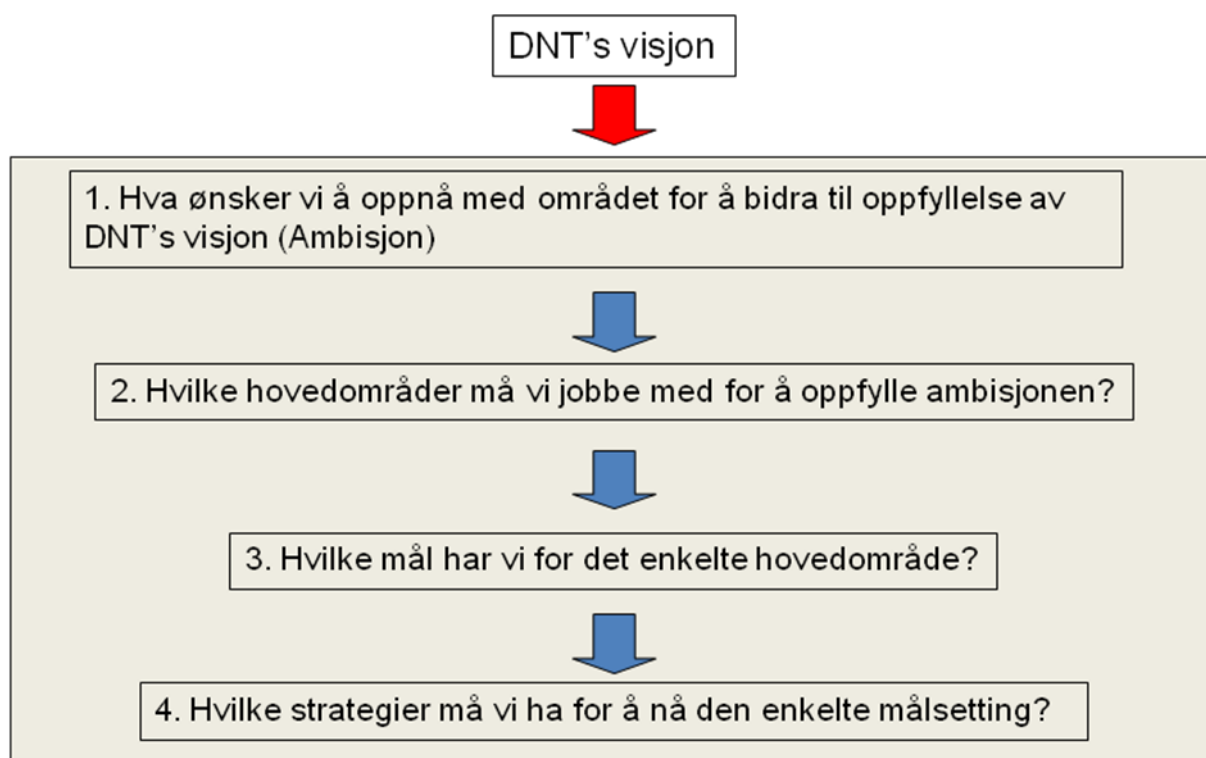 DNT's visjon
1. Hva ønsker vi å oppnå med området for å bidra til oppfyllelse av
DNT's visjon (Ambisjon)
2. Hvilke hovedområder må vi jobbe med for å oppfylle ambisjonen?
3. Hvilke mål har vi for det enkelte hovedområde?
4. Hvilke strategier må vi ha for å nå den enkelte målsetting?